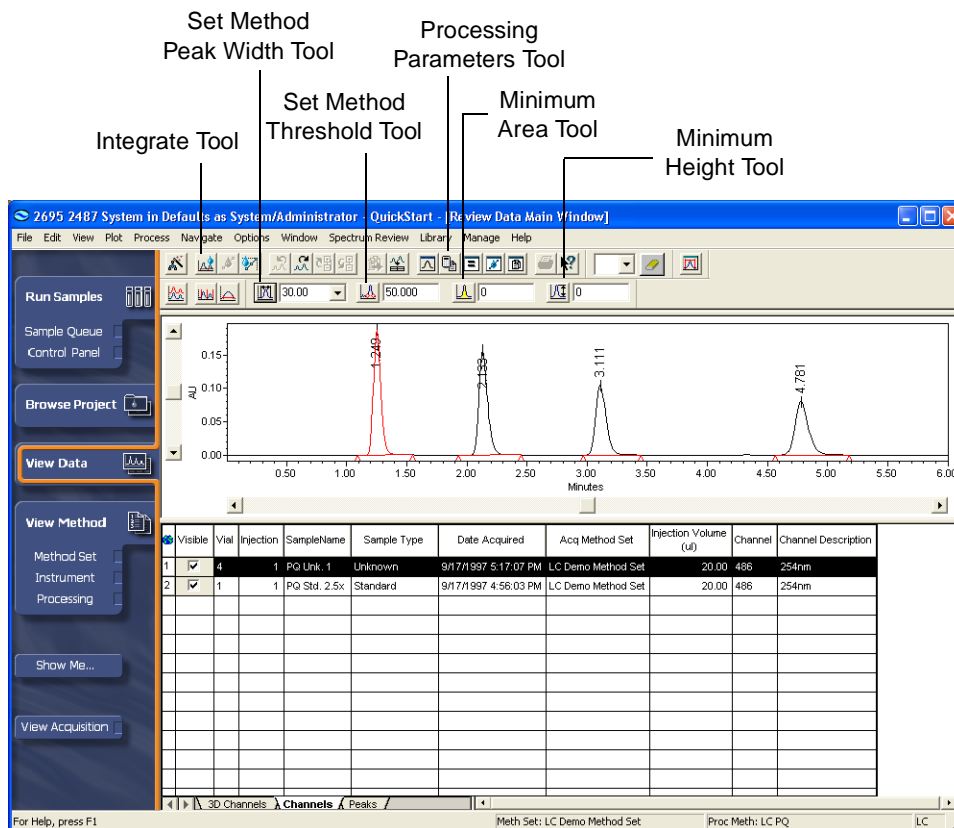 Set Method
Peak Width Tool
Processing
Parameters Tool
Set Method
Threshold Tool
Minimum
Area Tool
Integrate Tool
Minimum
Height Tool
2695 2487 System in Defaults as System/Administrator - QuickStart - [Review Data Main Window]
File Edit View Plot Process Navigate Options Window Spectrum Review Library Manage Help
30.00 50.000 0 0
Run Samples
Sample Queue
Control Panel
Browse Project
View Data
View Method
Method Set
Instrument
Processing
Show Me...
View Acquisition
AU
0.15
0.10
0.05
0.00
1.249
2.133
3.111
4.781
0.50 1.00 1.50 2.00 2.50 3.00 3.50 4.00 4.50 5.00 5.50 6.00
Minutes
Visible Vial Injection SampleName Sample Type Date Acquired Acq Method Set Injection Volume (ul) Channel Channel Description
1 4 1 PQ Unk. 1 Unknown 9/17/1997 5:17:07 PM LC Demo Method Set 20.00 486 254nm
2 1 1 PQ Std. 2.5x Standard 9/17/1997 4:56:03 PM LC Demo Method Set 20.00 486 254nm
3D Channels Channels Peaks
For Help, press F1 Meth Set: LC Demo Method Set Proc Meth: LC PQ LC